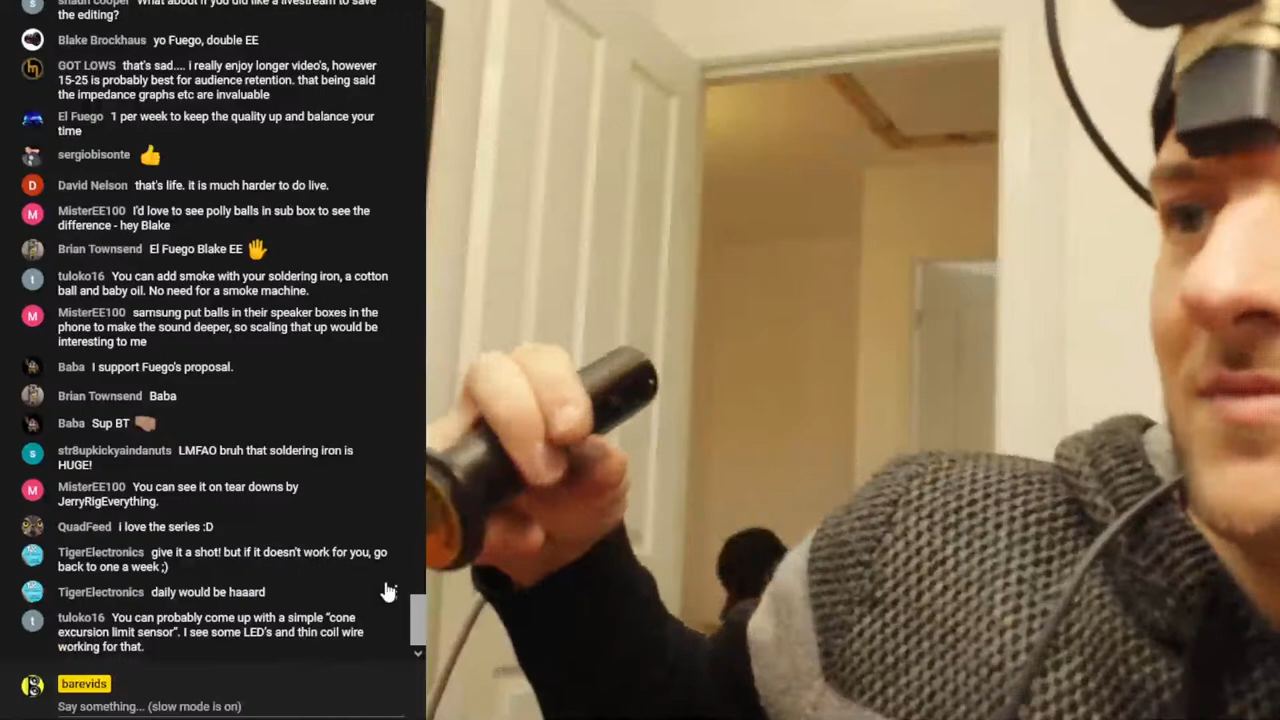 shaun cooper What about if you did like a livestream to save
the editing?
Blake Brockhaus yo Fuego, double EE
GOT LOWS that's sad.... i really enjoy longer video's, however
15-25 is probably best for audience retention. that being said
the impedance graphs etc are invaluable
El Fuego 1 per week to keep the quality up and balance your
time
sergiobisonte 👍
D David Nelson that's life. it is much harder to do live.
M MisterEE100 I'd love to see polly balls in sub box to see the
difference - hey Blake
Brian Townsend El Fuego Blake EE 🖐
t tuloko16 You can add smoke with your soldering iron, a cotton
ball and baby oil. No need for a smoke machine.
M MisterEE100 samsung put balls in their speaker boxes in the
phone to make the sound deeper, so scaling that up would be
interesting to me
Baba I support Fuego's proposal.
Brian Townsend Baba
Baba Sup BT 🤜🏽
s str8upkickyaindanuts LMFAO bruh that soldering iron is
HUGE!
M MisterEE100 You can see it on tear downs by
JerryRigEverything.
QuadFeed i love the series :D
TigerElectronics give it a shot! but if it doesn't work for you, go
back to one a week ;)
TigerElectronics daily would be haaard
t tuloko16 You can probably come up with a simple “cone
excursion limit sensor”. I see some LED's and thin coil wire
working for that.
barevids
Say something... (slow mode is on)